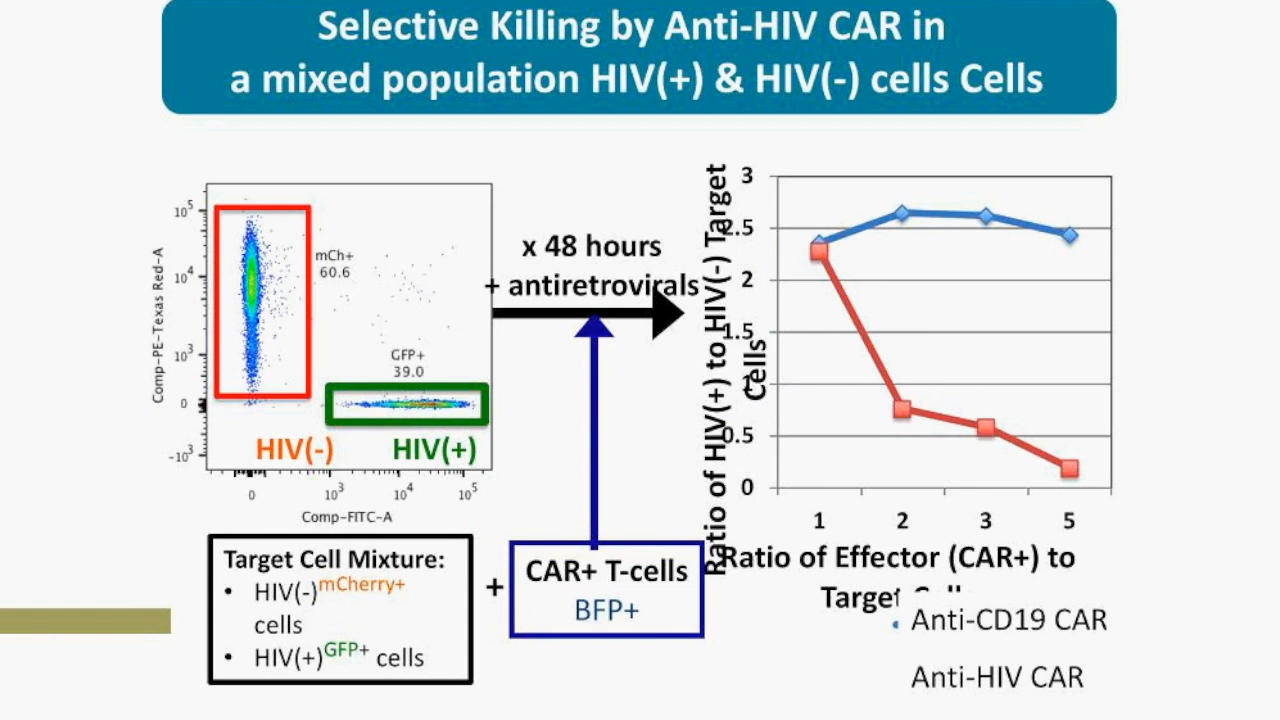 Selective Killing by Anti-HIV CAR in
a mixed population HIV(+) & HIV(-) cells Cells
Comp-PE-Texas Red-A
10^5
10^4
10^3
0
-10^3
mCh+
60.6
GFP+
39.0
HIV(-) HIV(+)
0 10^3 10^4 10^5
Comp-FITC-A
x 48 hours
+ antiretrovirals
Target Cell Mixture:
• HIV(-)mCherry+
cells
• HIV(+)GFP+ cells
+
CAR+ T-cells
BFP+
Ratio of HIV(+) to HIV(-) Target
Cells
3
2.5
2
1.5
1
0.5
0
1 2 3 5
Ratio of Effector (CAR+) to
Target
Anti-CD19 CAR
Anti-HIV CAR